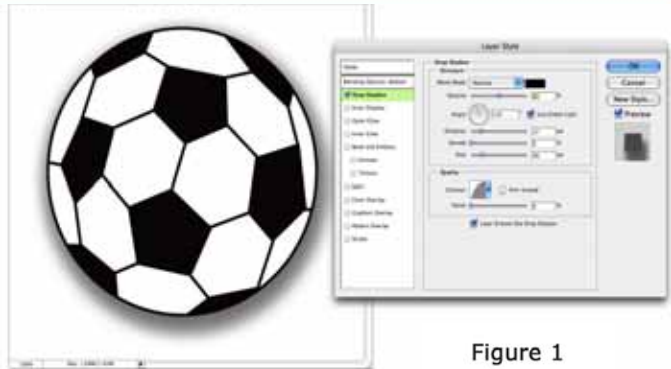 Layer Style
Styles
Blending Options: Default
Drop Shadow
Inner Shadow
Outer Glow
Inner Glow
Bevel and Emboss
Contour
Texture
Satin
Color Overlay
Gradient Overlay
Pattern Overlay
Stroke
Drop Shadow
Structure
Blend Mode: Normal
Opacity:
Angle:
Use Global Light
Distance:
Spread:
Size:
Quality
Contour:
Anti-aliased
Noise:
Layer Knocks Out Drop Shadow
OK
Cancel
New Style...
Preview
Figure 1